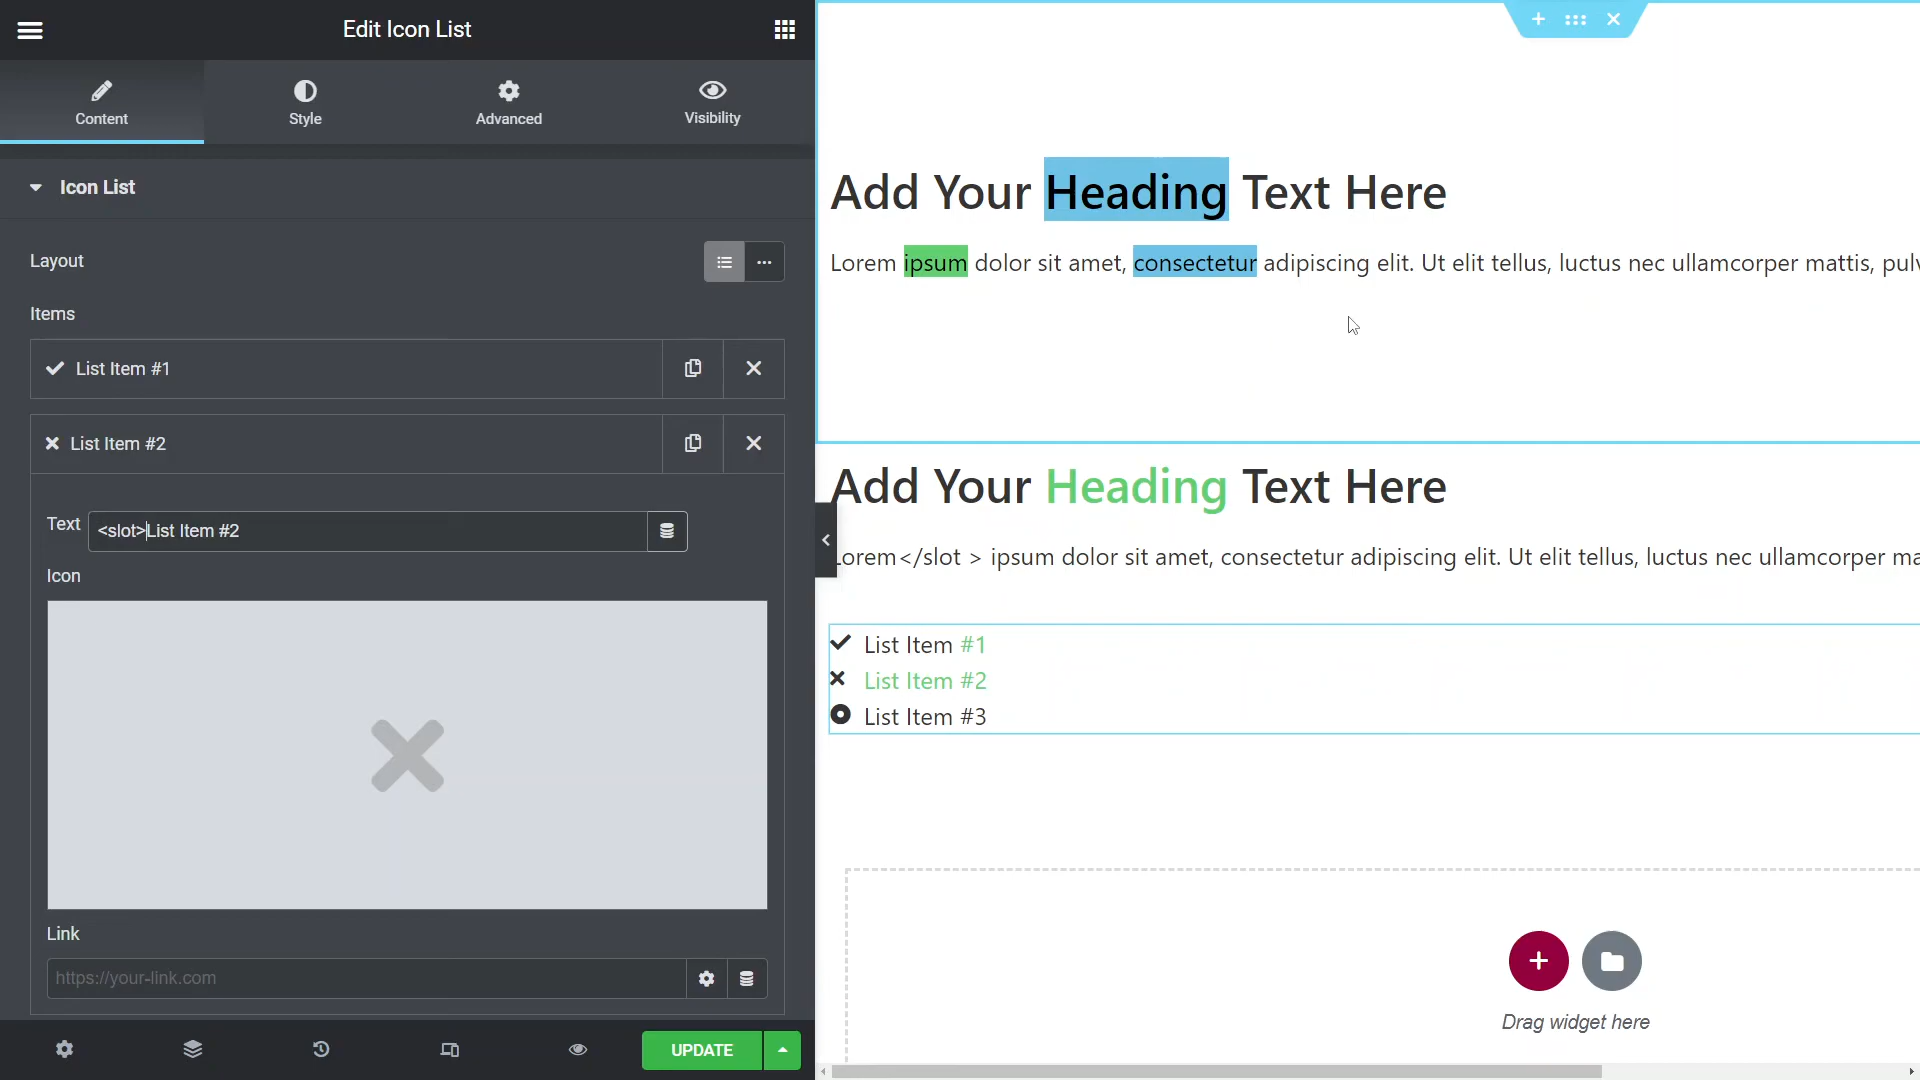 Edit Icon List
Content
Style
Advanced
Visibility
Icon List
Layout
Items
List Item #1
List Item #2
Text
<slot>List Item #2
Icon
Link
https://your-link.com
UPDATE
Add Your Heading Text Here
Lorem ipsum dolor sit amet, consectetur adipiscing elit. Ut elit tellus, luctus nec ullamcorper mattis, pulv
Add Your Heading Text Here
Lorem</slot > ipsum dolor sit amet, consectetur adipiscing elit. Ut elit tellus, luctus nec ullamcorper ma
List Item #1
List Item #2
List Item #3
Drag widget here